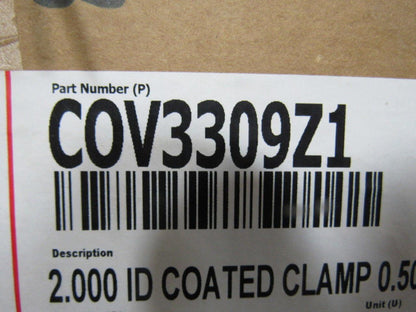 Part Number (P)
COV3309Z1
Description
2.000 ID COATED CLAMP 0.50
Unit (U)